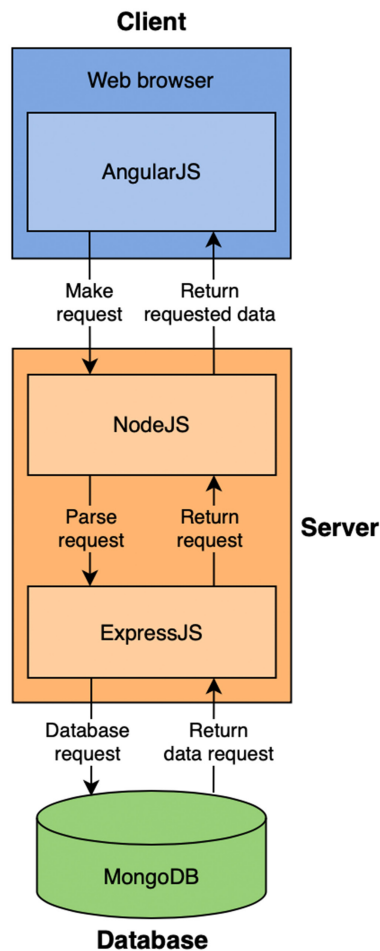 Client
Web browser
AngularJS
Make
request
Return
requested data
NodeJS
Parse
request
Return
request
Server
ExpressJS
Database
request
Return
data request
MongoDB
Database